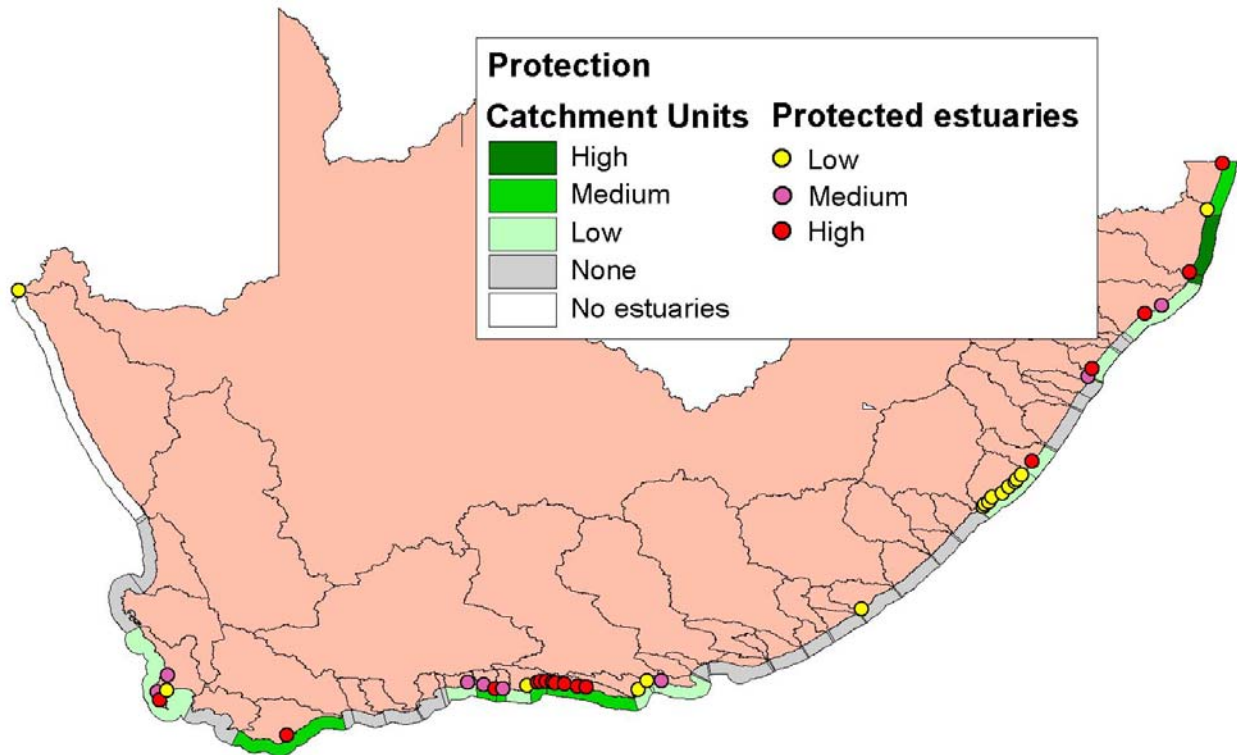 Protection
Catchment Units
High
Medium
Low
None
No estuaries
Protected estuaries
Low
Medium
High